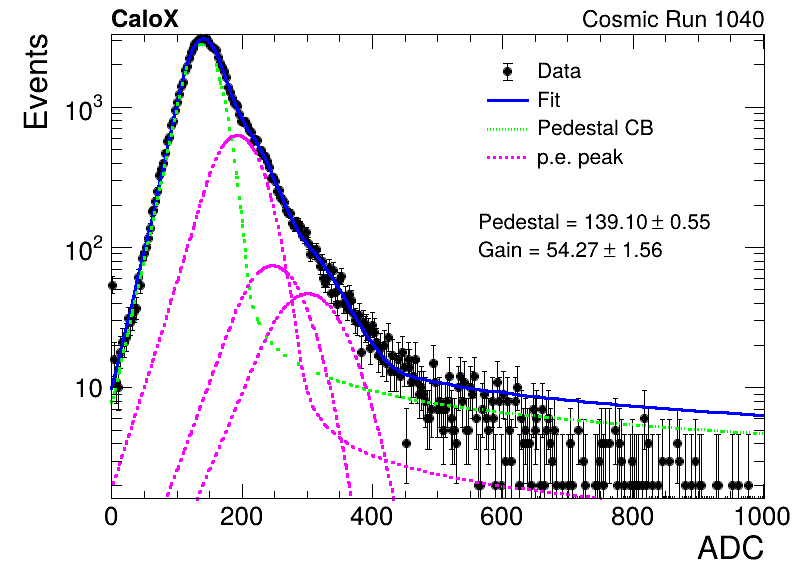 CaloX Cosmic Run 1040
Events
Data
Fit
Pedestal CB
p.e. peak
Pedestal = 139.10 ± 0.55
Gain = 54.27 ± 1.56
10³
10²
10
0 200 400 600 800 1000
ADC